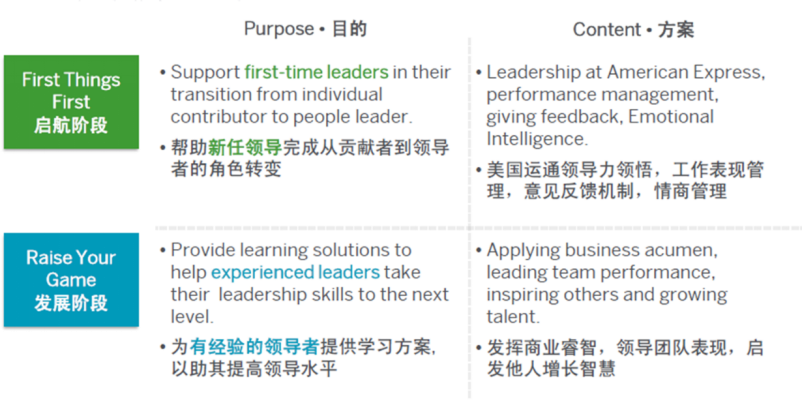 Purpose • 目的
Content • 方案
First Things
First
启航阶段
• Support first-time leaders in their
transition from individual
contributor to people leader.
• 帮助新任领导完成从贡献者到领导
者的角色转变
• Leadership at American Express,
performance management,
giving feedback, Emotional
Intelligence.
• 美国运通领导力领悟，工作表现管
理，意见反馈机制，情商管理
Raise Your
Game
发展阶段
• Provide learning solutions to
help experienced leaders take
their leadership skills to the next
level.
• 为有经验的领导者提供学习方案,
以助其提高领导水平
• Applying business acumen,
leading team performance,
inspiring others and growing
talent.
• 发挥商业睿智，领导团队表现，启
发他人增长智慧